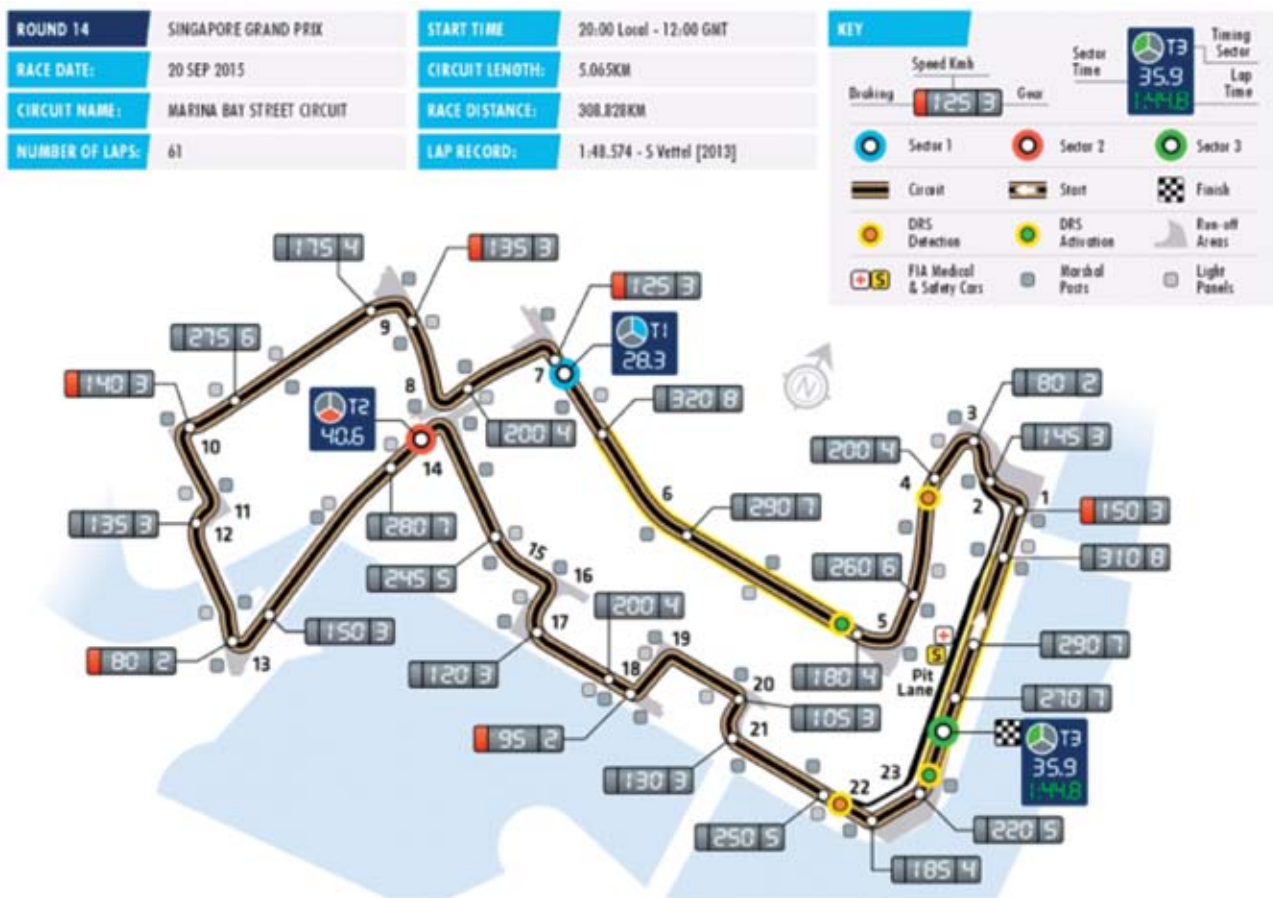 ROUND 14 SINGAPORE GRAND PRIX
RACE DATE: 20 SEP 2015
CIRCUIT NAME: MARINA BAY STREET CIRCUIT
NUMBER OF LAPS: 61
START TIME 20:00 Local - 12:00 GMT
CIRCUIT LENGTH: 5.065KM
RACE DISTANCE: 308.828KM
LAP RECORD: 1:48.574 - S Vettel [2013]
KEY
Speed Kmh
Braking 125 3 Gear
Sector Time
T3
35.9
1:44.8
Timing Sector
Lap Time
Sector 1
Sector 2
Sector 3
Circuit
Start
Finish
DRS Detection
DRS Activation
Run-off Areas
S
FIA Medical & Safety Cars
Marshal Posts
Light Panels
175 4
135 3
125 3
T1
28.3
275 6
9
7
140 3
8
T2
40.6
320 8
80 2
N
3
200 4
145 3
10
200 4
14
4
2
1
150 3
11
6
290 7
135 3
12
280 7
310 8
245 5
15
16
260 6
200 4
5
150 3
17
19
S
290 7
80 2
13
120 3
18
180 4
Pit Lane
270 7
20
105 3
95 2
21
T3
35.9
1:44.8
130 3
23
22
250 5
220 5
185 4